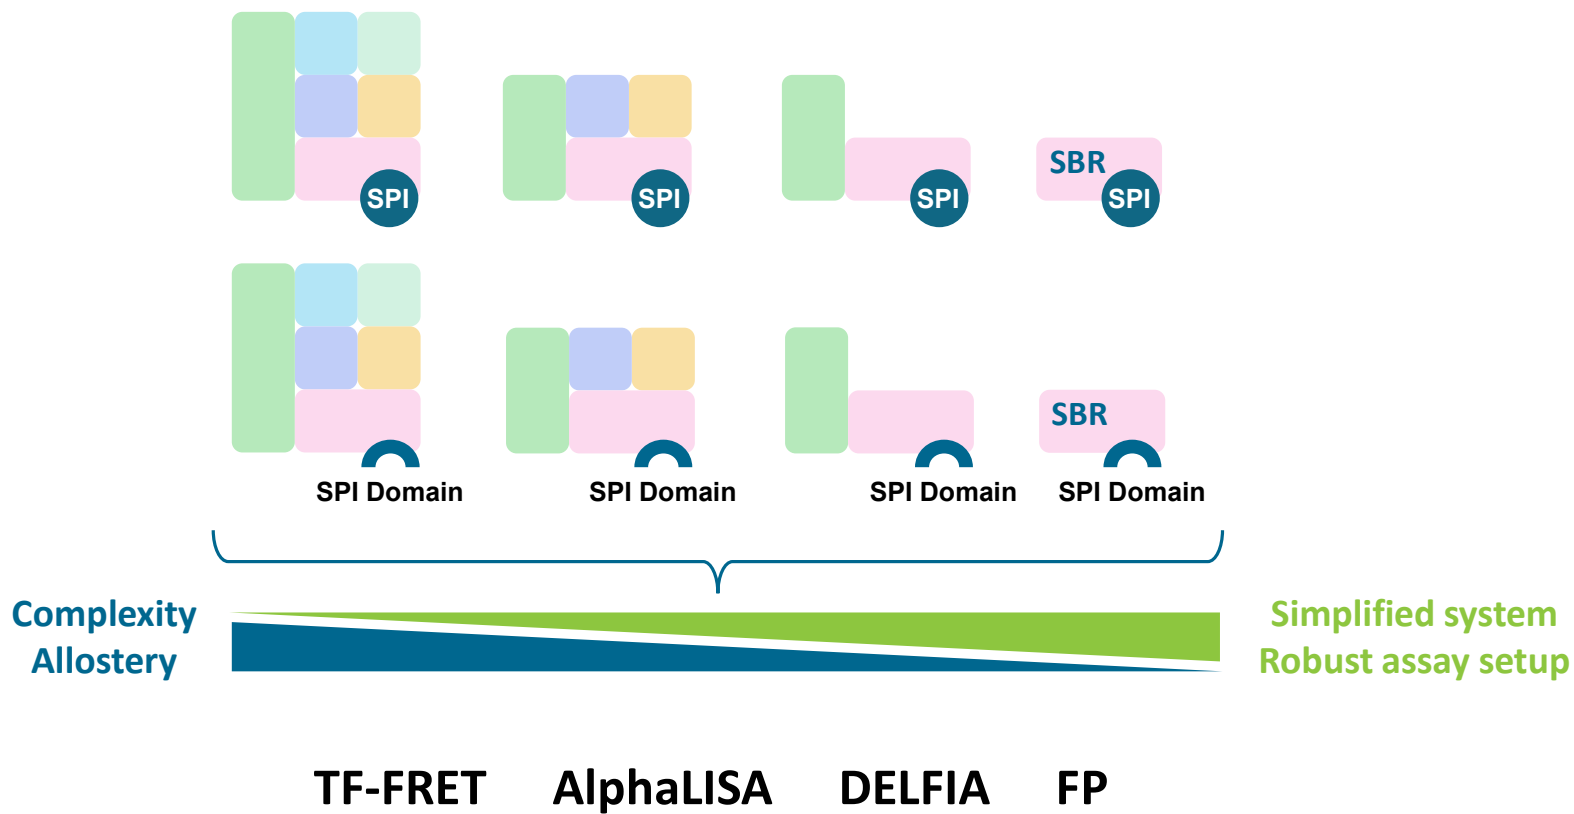 SPI
SPI
SPI
SBR
SPI
SBR
SPI Domain
SPI Domain
SPI Domain
SPI Domain
Complexity
Allostery
Simplified system
Robust assay setup
TF-FRET
AlphaLISA
DELFIA
FP